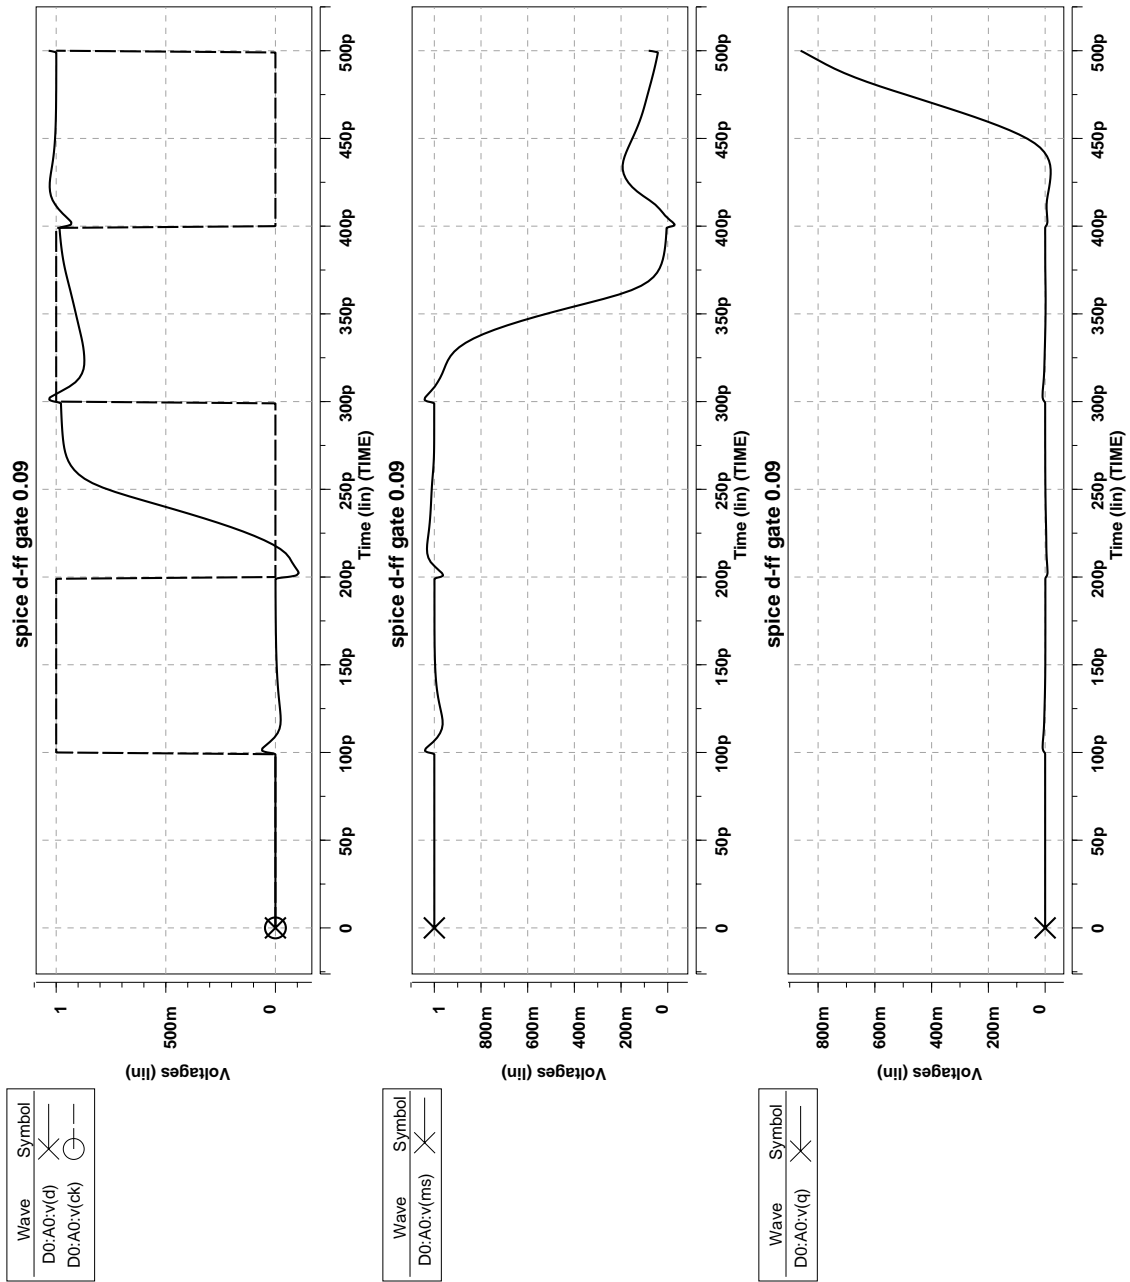 spice d-ff gate 0.09
Wave Symbol
D0:A0:v(d)
D0:A0:v(ck)
Voltages (lin)
1
500m
0
0
50p
100p
150p
200p
250p
300p
350p
400p
450p
500p
Time (lin) (TIME)
spice d-ff gate 0.09
Wave Symbol
D0:A0:v(ms)
Voltages (lin)
1
800m
600m
400m
200m
0
0
50p
100p
150p
200p
250p
300p
350p
400p
450p
500p
Time (lin) (TIME)
spice d-ff gate 0.09
Wave Symbol
D0:A0:v(q)
Voltages (lin)
800m
600m
400m
200m
0
0
50p
100p
150p
200p
250p
300p
350p
400p
450p
500p
Time (lin) (TIME)